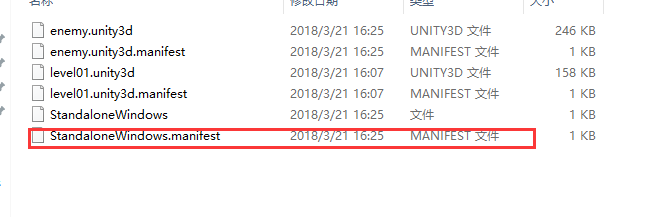 名称 修改日期 类型 大小
enemy.unity3d 2018/3/21 16:25 UNITY3D 文件 246 KB
enemy.unity3d.manifest 2018/3/21 16:25 MANIFEST 文件 1 KB
level01.unity3d 2018/3/21 16:07 UNITY3D 文件 158 KB
level01.unity3d.manifest 2018/3/21 16:07 MANIFEST 文件 1 KB
StandaloneWindows 2018/3/21 16:25 文件 1 KB
StandaloneWindows.manifest 2018/3/21 16:25 MANIFEST 文件 1 KB